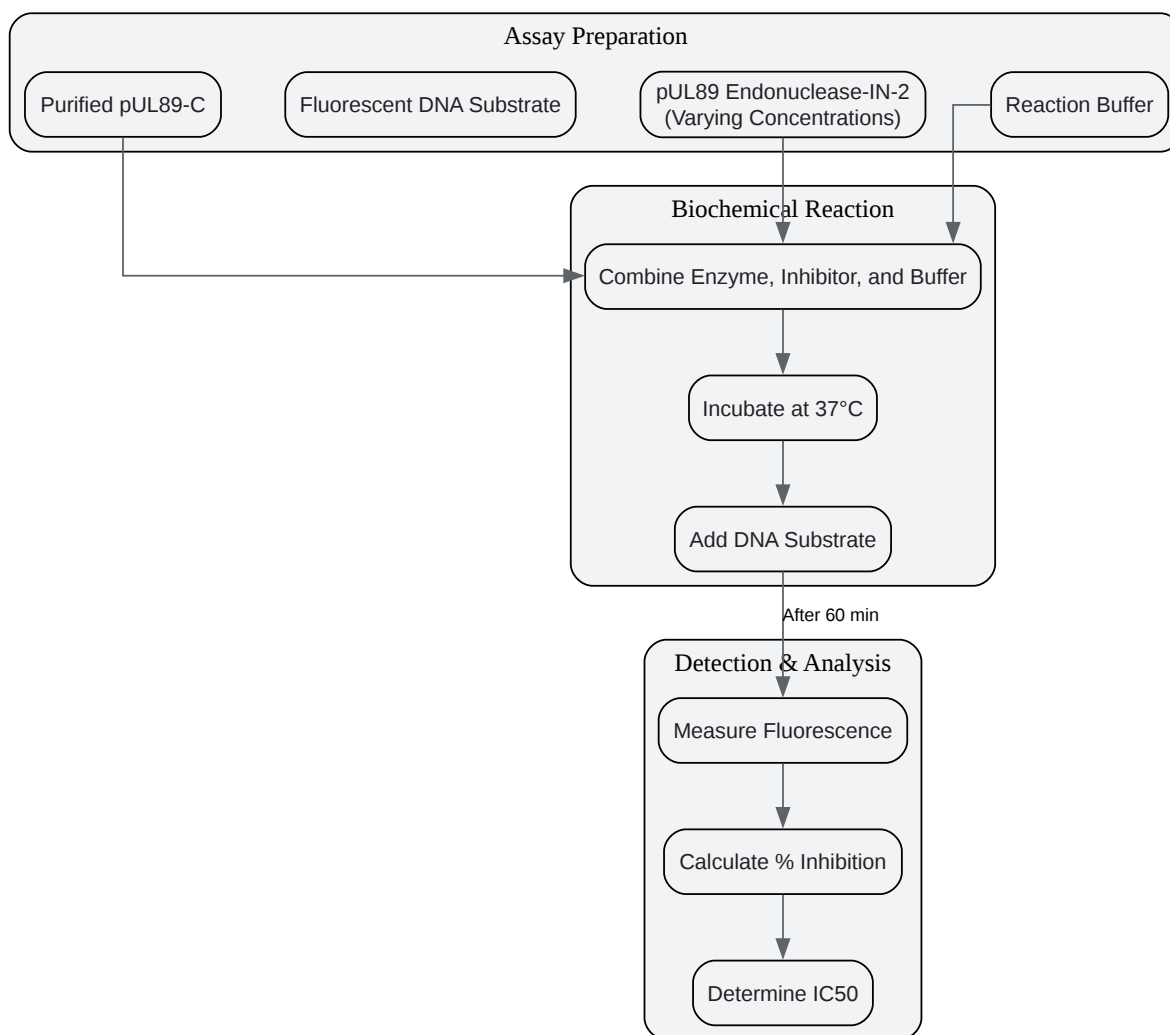 Assay Preparation
Purified pUL89-C
Fluorescent DNA Substrate
pUL89 Endonuclease-IN-2
(Varying Concentrations)
Reaction Buffer
Biochemical Reaction
Combine Enzyme, Inhibitor, and Buffer
Incubate at 37°C
Add DNA Substrate
After 60 min
Detection & Analysis
Measure Fluorescence
Calculate % Inhibition
Determine IC50